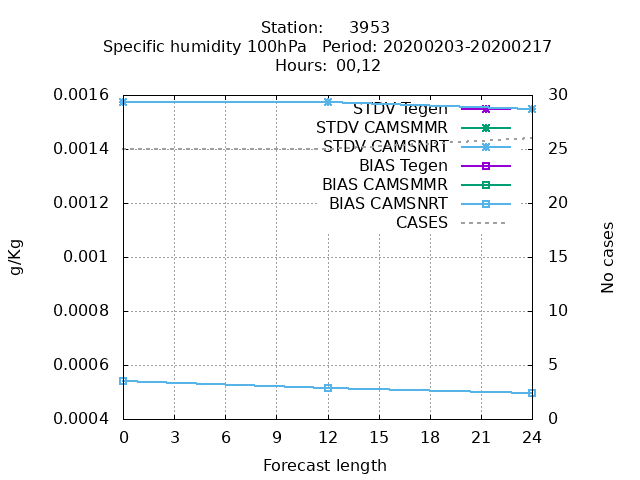 Station: 3953
Specific humidity 100hPa Period: 20200203-20200217
Hours: 00,12
0.0016
0.0014
0.0012
0.001
0.0008
0.0006
0.0004
g/Kg
STDV Tegen
STDV CAMSMMR
STDV CAMSNRT
BIAS Tegen
BIAS CAMSMMR
BIAS CAMSNRT
CASES
30
25
20
15
10
5
0
No cases
0 3 6 9 12 15 18 21 24
Forecast length